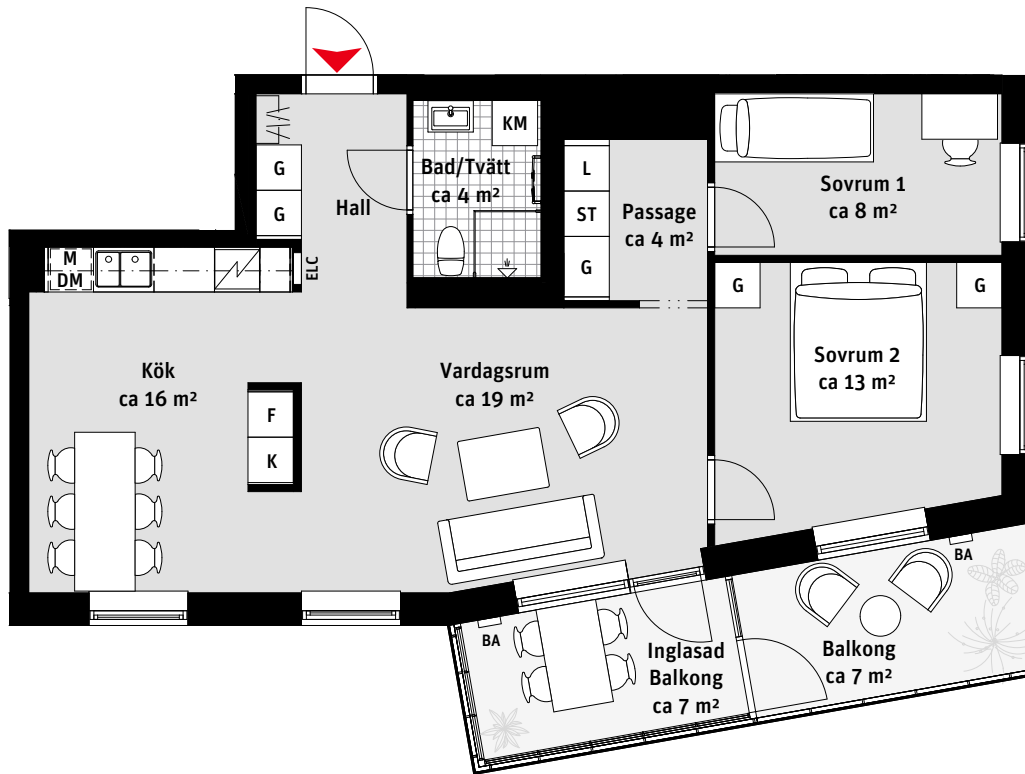 KM
G
Bad/Tvätt
ca 4 m²
L
G
Hall
ST
Passage
ca 4 m²
Sovrum 1
ca 8 m²
G
M
DM
ELC
G
G
Kök
ca 16 m²
Vardagsrum
ca 19 m²
Sovrum 2
ca 13 m²
F
K
BA
BA
Inglasad
Balkong
ca 7 m²
Balkong
ca 7 m²